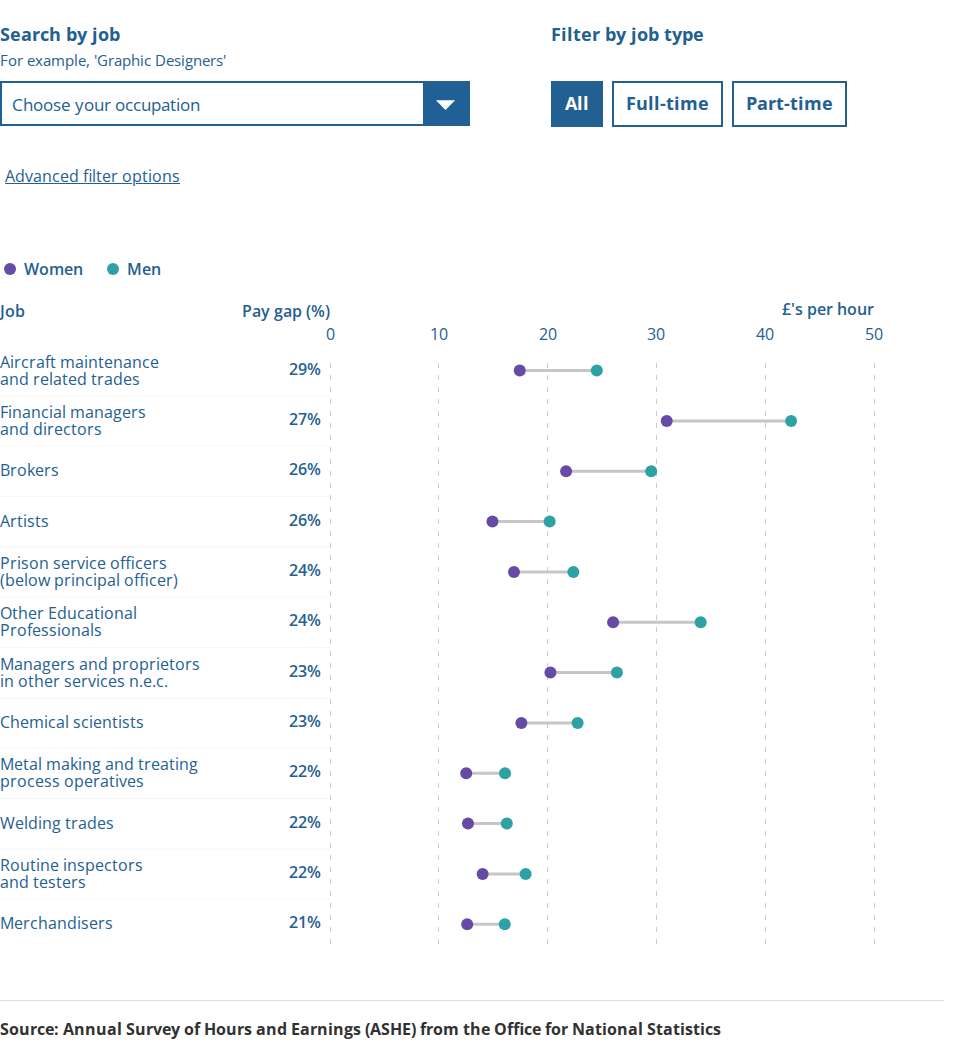 Search by job
For example, 'Graphic Designers'
Choose your occupation
Filter by job type
All
Full-time
Part-time
Advanced filter options
Women
Men
Job
Pay gap (%)
£'s per hour
0 10 20 30 40 50
Aircraft maintenance
and related trades
29%
Financial managers
and directors
27%
Brokers
26%
Artists
26%
Prison service officers
(below principal officer)
24%
Other Educational
Professionals
24%
Managers and proprietors
in other services n.e.c.
23%
Chemical scientists
23%
Metal making and treating
process operatives
22%
Welding trades
22%
Routine inspectors
and testers
22%
Merchandisers
21%
Source: Annual Survey of Hours and Earnings (ASHE) from the Office for National Statistics